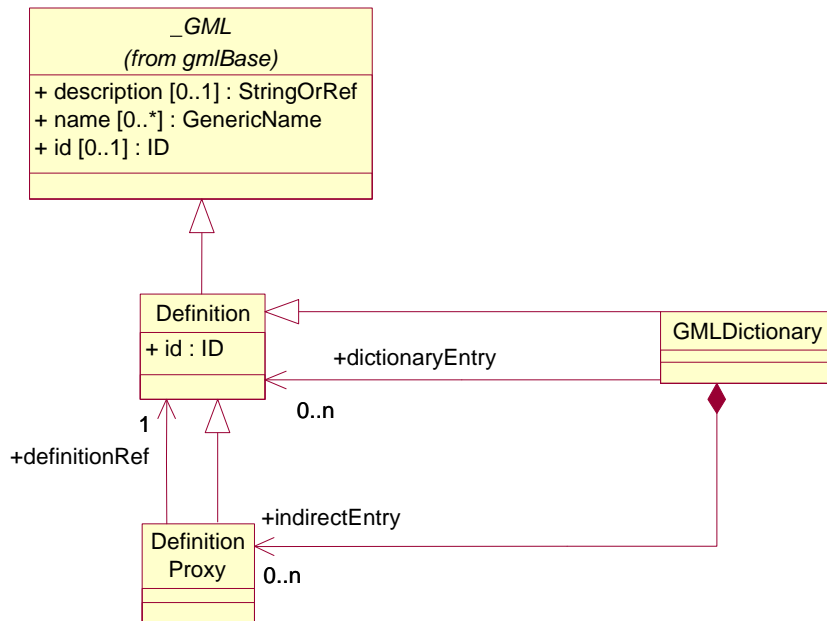 _GML
(from gmlBase)
+ description [0..1] : StringOrRef
+ name [0..*] : GenericName
+ id [0..1] : ID
Definition
+ id : ID
GMLDictionary
+dictionaryEntry
0..n
1
+definitionRef
+indirectEntry
Definition
Proxy
0..n